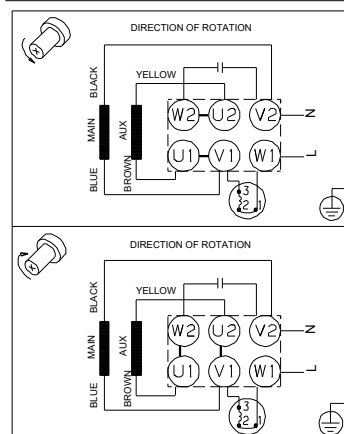 DIRECTION OF ROTATION
BLACK
YELLOW
MAIN
AUX
W2 U2 V2 N
U1 V1 W1 L
BLUE
BROWN
3
2 1
DIRECTION OF ROTATION
BLACK
YELLOW
MAIN
AUX
W2 U2 V2 N
U1 V1 W1 L
BLUE
BROWN
3
2 1